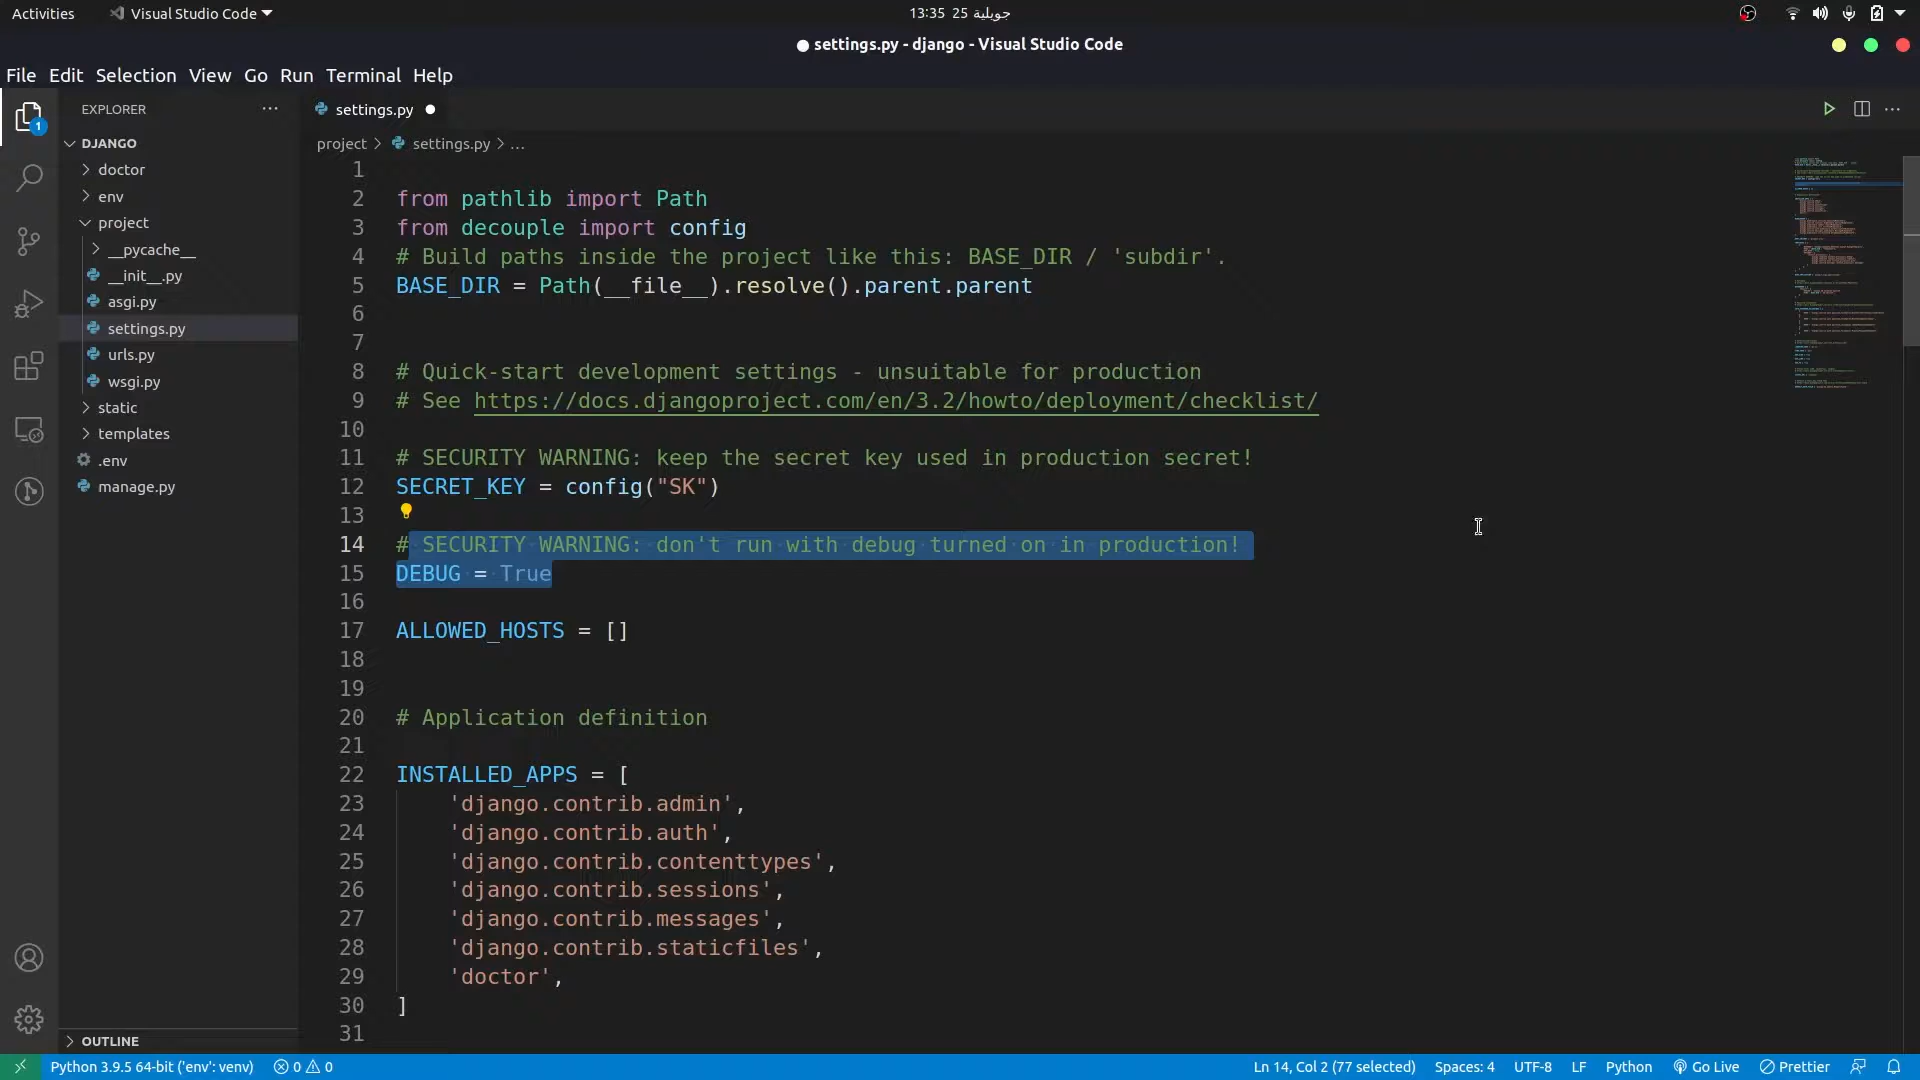 Activities
Visual Studio Code
13:35 25 جويلية
settings.py - django - Visual Studio Code
File Edit Selection View Go Run Terminal Help
EXPLORER
settings.py
DJANGO
project > settings.py > ...
doctor
env
project
__pycache__
__init__.py
asgi.py
settings.py
urls.py
wsgi.py
static
templates
.env
manage.py
OUTLINE
1
1
2 from pathlib import Path
3 from decouple import config
4 # Build paths inside the project like this: BASE_DIR / 'subdir'.
5 BASE_DIR = Path(__file__).resolve().parent.parent
6
7
8 # Quick-start development settings - unsuitable for production
9 # See https://docs.djangoproject.com/en/3.2/howto/deployment/checklist/
10
11 # SECURITY WARNING: keep the secret key used in production secret!
12 SECRET_KEY = config("SK")
13
14 # SECURITY WARNING: don't run with debug turned on in production!
15 DEBUG = True
16
17 ALLOWED_HOSTS = []
18
19
20 # Application definition
21
22 INSTALLED_APPS = [
23 'django.contrib.admin',
24 'django.contrib.auth',
25 'django.contrib.contenttypes',
26 'django.contrib.sessions',
27 'django.contrib.messages',
28 'django.contrib.staticfiles',
29 'doctor',
30 ]
31
Python 3.9.5 64-bit ('env': venv) 0 0 Ln 14, Col 2 (77 selected) Spaces: 4 UTF-8 LF Python Go Live Prettier